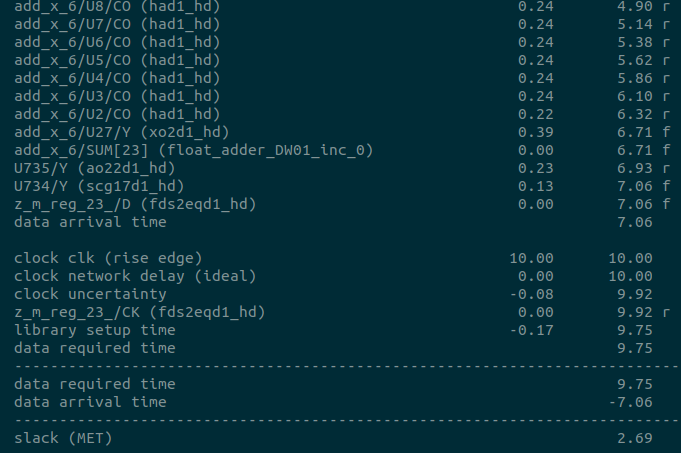 add_x_6/U8/CO (had1_hd) 0.24 4.90 r
add_x_6/U7/CO (had1_hd) 0.24 5.14 r
add_x_6/U6/CO (had1_hd) 0.24 5.38 r
add_x_6/U5/CO (had1_hd) 0.24 5.62 r
add_x_6/U4/CO (had1_hd) 0.24 5.86 r
add_x_6/U3/CO (had1_hd) 0.24 6.10 r
add_x_6/U2/CO (had1_hd) 0.22 6.32 r
add_x_6/U27/Y (xo2d1_hd) 0.39 6.71 f
add_x_6/SUM[23] (float_adder_DW01_inc_0) 0.00 6.71 f
U735/Y (ao22d1_hd) 0.23 6.93 r
U734/Y (scg17d1_hd) 0.13 7.06 f
z_m_reg_23_/D (fds2eqd1_hd) 0.00 7.06 f
data arrival time 7.06
clock clk (rise edge) 10.00 10.00
clock network delay (ideal) 0.00 10.00
clock uncertainty -0.08 9.92
z_m_reg_23_/CK (fds2eqd1_hd) 0.00 9.92 r
library setup time -0.17 9.75
data required time 9.75
--------------------------------------------------------------------------
data required time 9.75
data arrival time -7.06
--------------------------------------------------------------------------
slack (MET) 2.69